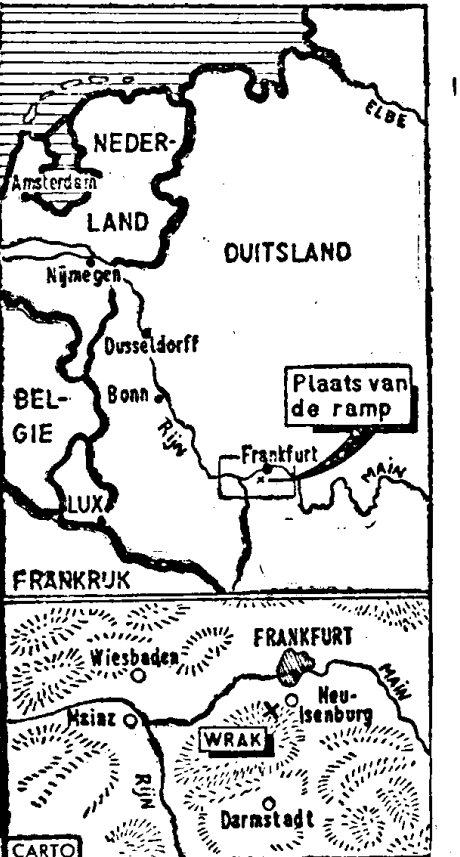 ELBE
NEDER-
Amsterdam
LAND
DUITSLAND
Nijmegen
Dusseldorff
Plaats van
de ramp
BEL-
GIE
Bonn
RIJN
Frankfurt
MAIN
LUX
FRANKRIJK
FRANKFURT
Wiesbaden
MAIN
Neu-
Isenburg
Mainz
WRAK
RIJN
Darmstadt
CARTO